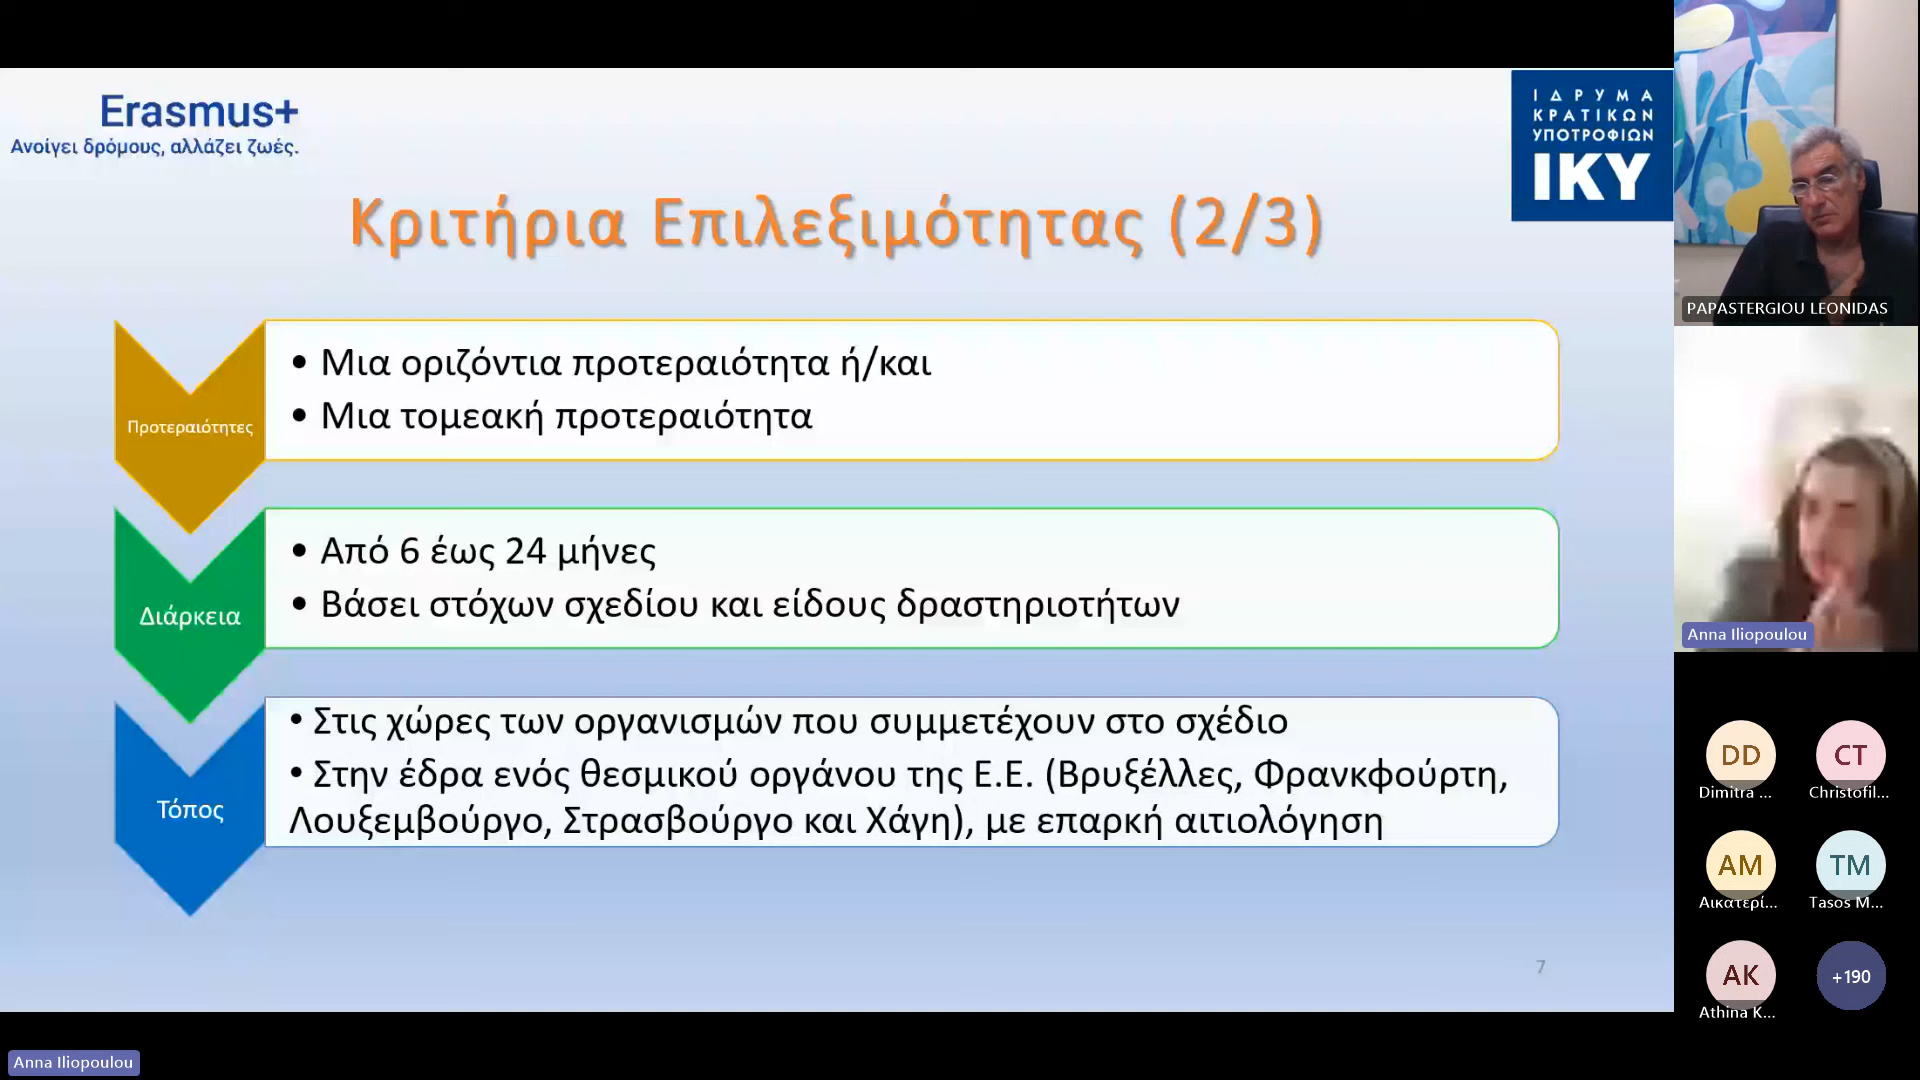 Erasmus+
Ανοίγει δρόμους, αλλάζει ζωές.
ΙΔΡΥΜΑ
ΚΡΑΤΙΚΩΝ
ΥΠΟΤΡΟΦΙΩΝ
ΙΚΥ
Κριτήρια Επιλεξιμότητας (2/3)
Προτεραιότητες
• Μια οριζόντια προτεραιότητα ή/και
• Μια τομεακή προτεραιότητα
Διάρκεια
• Από 6 έως 24 μήνες
• Βάσει στόχων σχεδίου και είδους δραστηριοτήτων
Τόπος
• Στις χώρες των οργανισμών που συμμετέχουν στο σχέδιο
• Στην έδρα ενός θεσμικού οργάνου της Ε.Ε. (Βρυξέλλες, Φρανκφούρτη,
Λουξεμβούργο, Στρασβούργο και Χάγη), με επαρκή αιτιολόγηση
7
PAPASTERGIOU LEONIDAS
Anna Iliopoulou
DD
Dimitra ...
CT
Christofil...
AM
Αικατερί...
TM
Tasos M...
AK
Athina K...
+190
Anna Iliopoulou